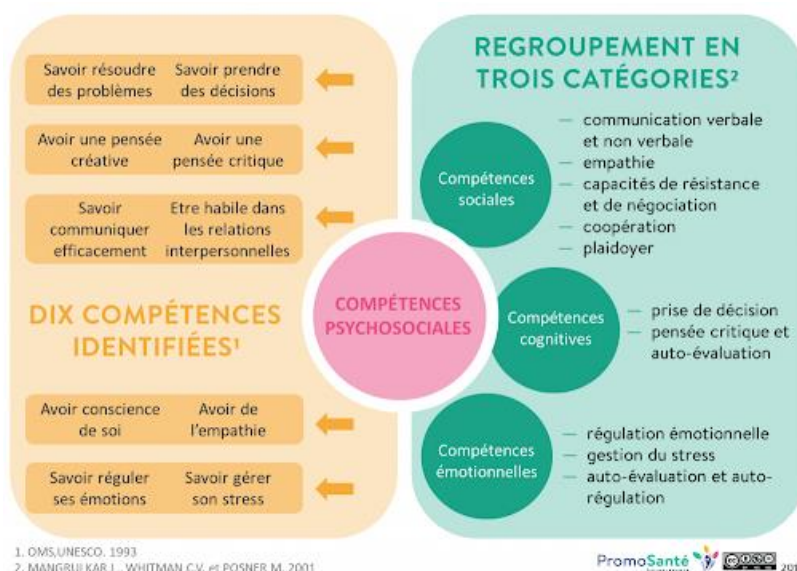 Savoir résoudre des problèmes
Savoir prendre des décisions
Avoir une pensée créative
Avoir une pensée critique
Savoir communiquer efficacement
Etre habile dans les relations interpersonnelles
DIX COMPÉTENCES
IDENTIFIÉES¹
Avoir conscience de soi
Avoir de l'empathie
Savoir réguler ses émotions
Savoir gérer son stress
COMPÉTENCES
PSYCHOSOCIALES
REGROUPEMENT EN
TROIS CATÉGORIES²
Compétences
sociales
— communication verbale
et non verbale
— empathie
— capacités de résistance
et de négociation
— coopération
— plaidoyer
Compétences
cognitives
— prise de décision
— pensée critique et
auto-évaluation
Compétences
émotionnelles
— régulation émotionnelle
— gestion du stress
— auto-évaluation et auto-
régulation
1. OMS,UNESCO. 1993
2. MANGRULKAR L., WHITMAN C.V. et POSNER M. 2001
PromoSanté